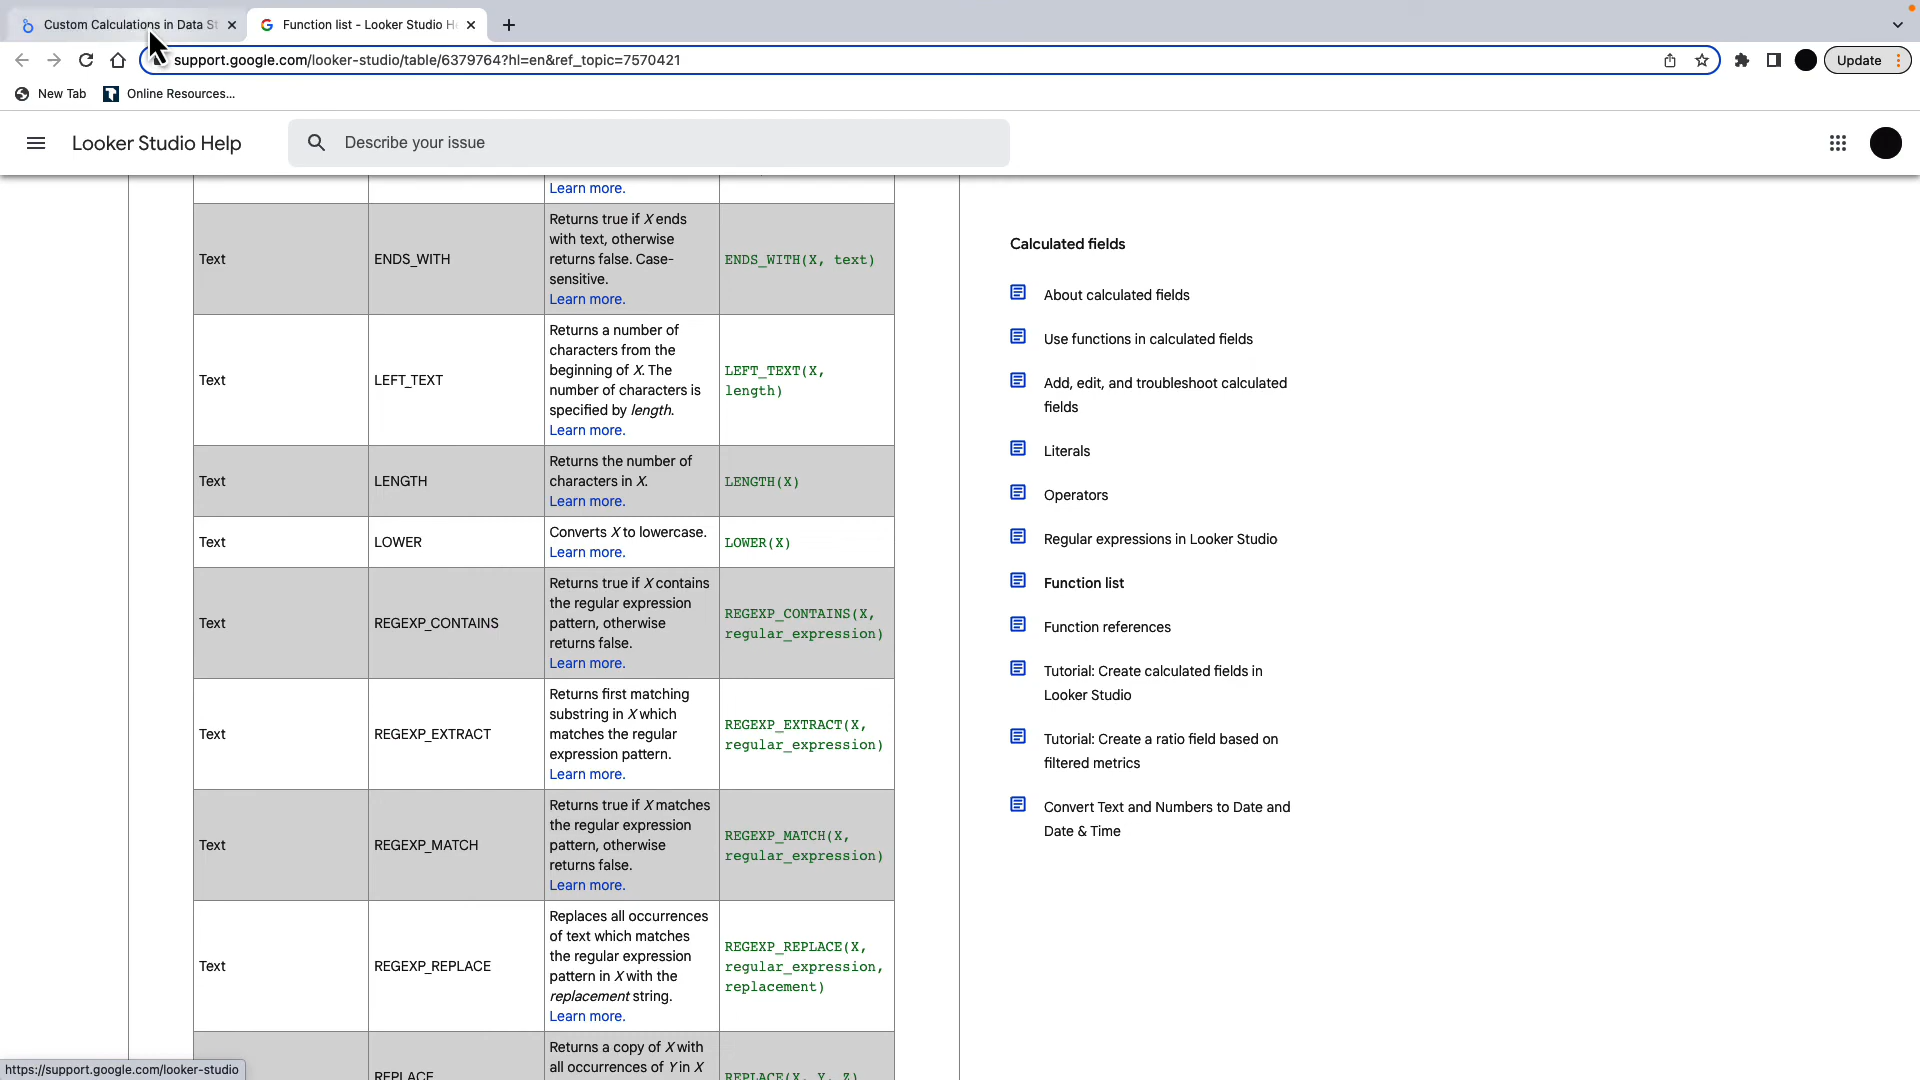 Custom Calculations in Data St
Function list - Looker Studio H
support.google.com/looker-studio/table/6379764?hl=en&ref_topic=7570421
Update
New Tab
Online Resources...
Looker Studio Help
Describe your issue
Learn more.
Text
ENDS_WITH
Returns true if X ends
with text, otherwise
returns false. Case-
sensitive.
Learn more.
ENDS_WITH(X, text)
Text
LEFT_TEXT
Returns a number of
characters from the
beginning of X. The
number of characters is
specified by length.
Learn more.
LEFT_TEXT(X,
length)
Text
LENGTH
Returns the number of
characters in X.
Learn more.
LENGTH(X)
Text
LOWER
Converts X to lowercase.
Learn more.
LOWER(X)
Text
REGEXP_CONTAINS
Returns true if X contains
the regular expression
pattern, otherwise
returns false.
Learn more.
REGEXP_CONTAINS(X,
regular_expression)
Text
REGEXP_EXTRACT
Returns first matching
substring in X which
matches the regular
expression pattern.
Learn more.
REGEXP_EXTRACT(X,
regular_expression)
Text
REGEXP_MATCH
Returns true if X matches
the regular expression
pattern, otherwise
returns false.
Learn more.
REGEXP_MATCH(X,
regular_expression)
Text
REGEXP_REPLACE
Replaces all occurrences
of text which matches
the regular expression
pattern in X with the
replacement string.
Learn more.
REGEXP_REPLACE(X,
regular_expression,
replacement)
REPLACE
Returns a copy of X with
all occurrences of Y in X
REPLACE(X, Y, Z)
Calculated fields
About calculated fields
Use functions in calculated fields
Add, edit, and troubleshoot calculated
fields
Literals
Operators
Regular expressions in Looker Studio
Function list
Function references
Tutorial: Create calculated fields in
Looker Studio
Tutorial: Create a ratio field based on
filtered metrics
Convert Text and Numbers to Date and
Date & Time
https://support.google.com/looker-studio